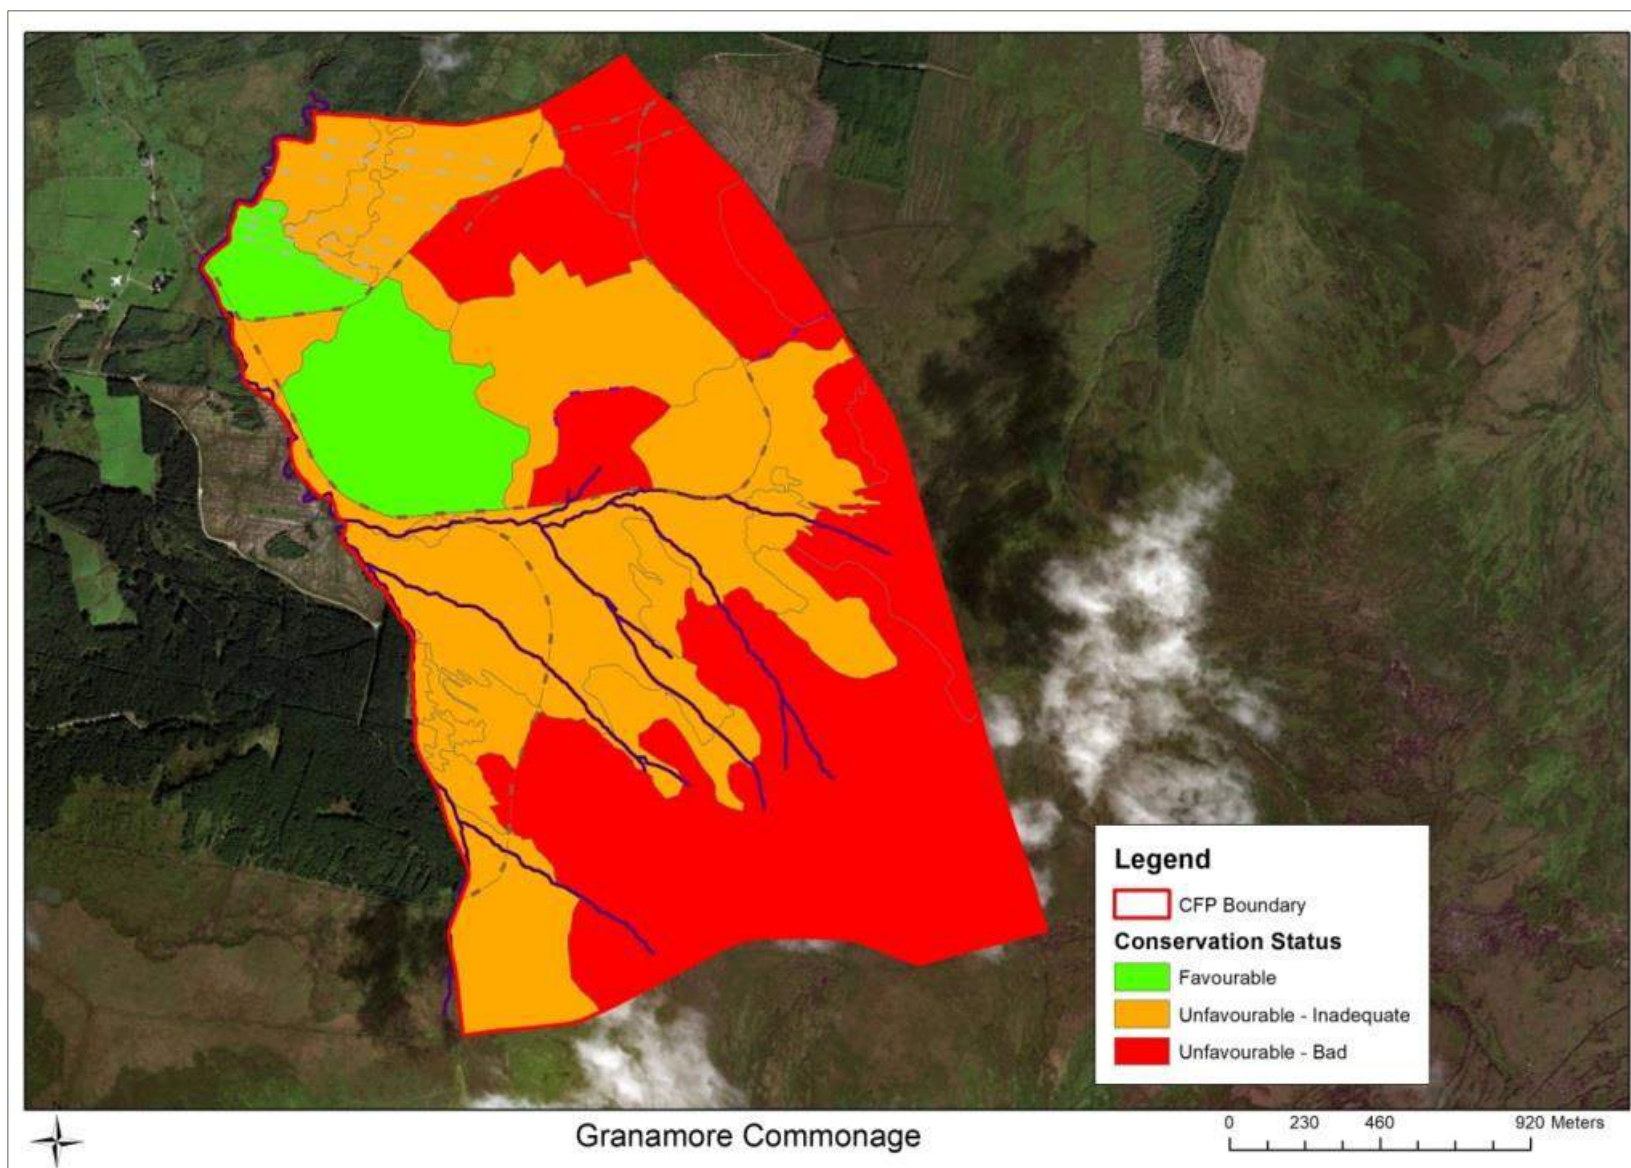 Legend
CFP Boundary
Conservation Status
Favourable
Unfavourable - Inadequate
Unfavourable - Bad
Granamore Commonage
0 230 460 920 Meters